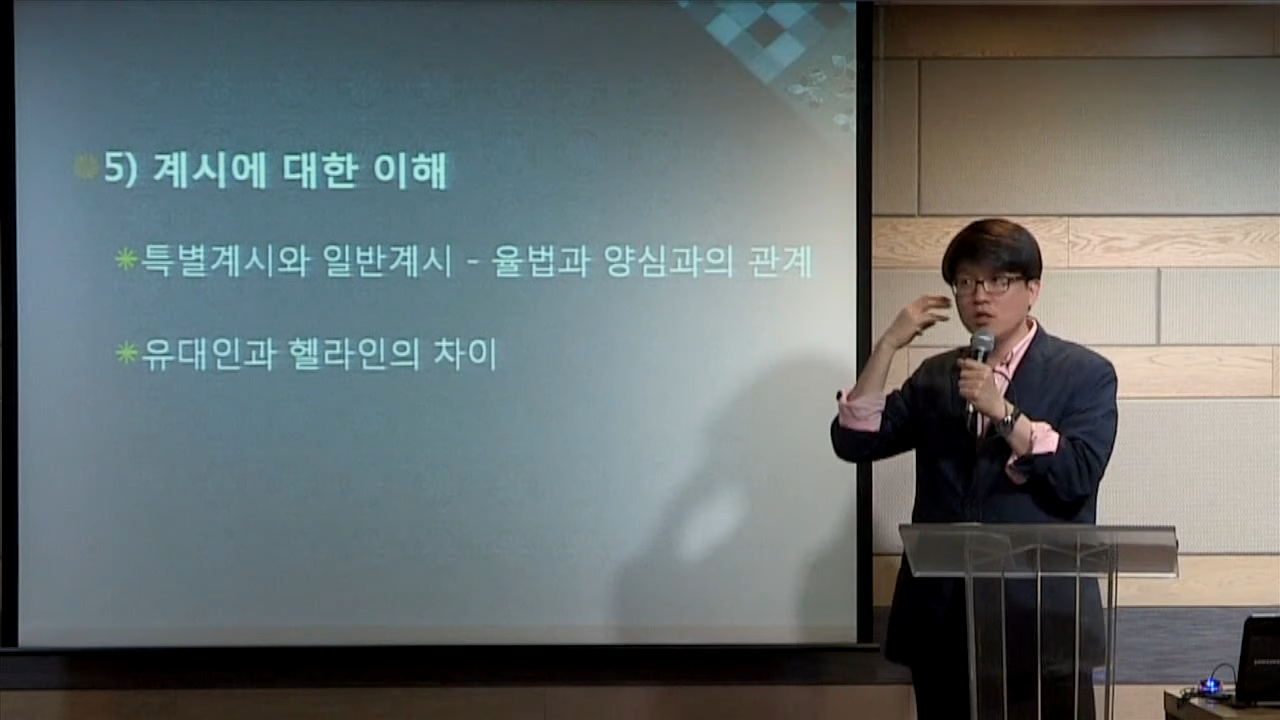 5) 계시에 대한 이해
특별계시와 일반계시 - 율법과 양심과의 관계
유대인과 헬라인의 차이